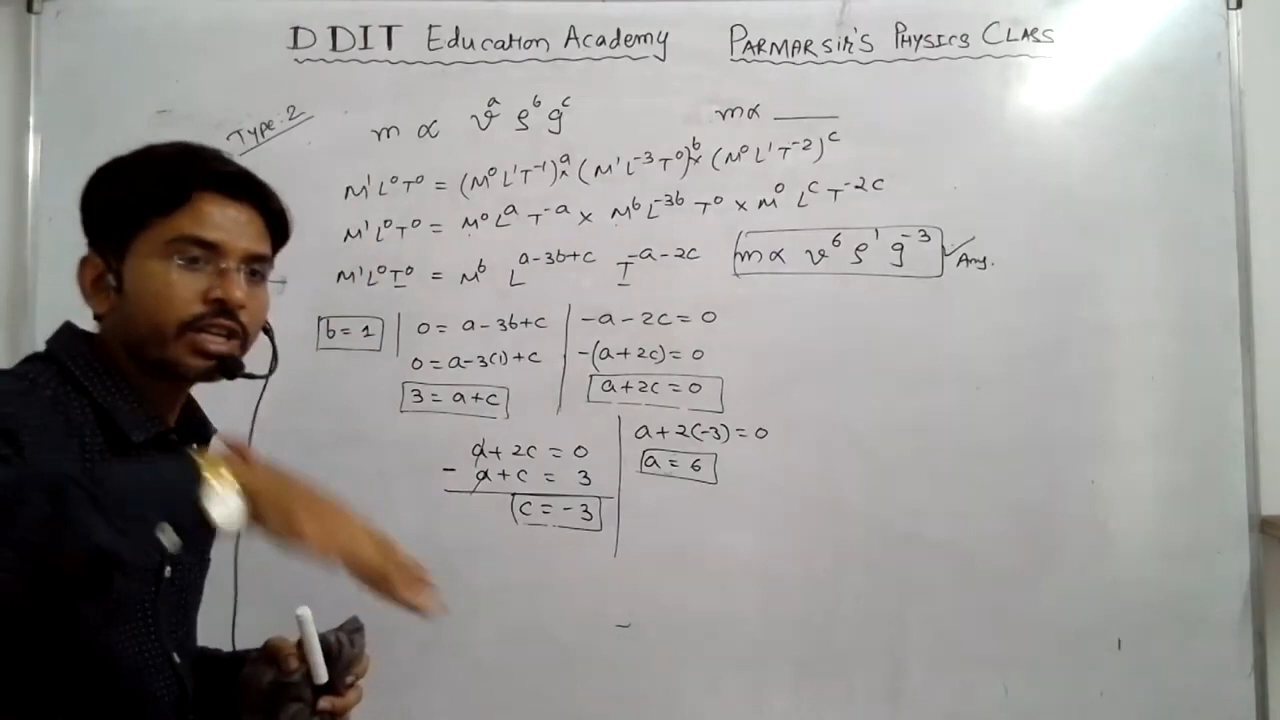 DDIT Education Academy PARMARSIR'S PHYSICS CLASS
Type:2
m ∝ v^a ρ^b g^c
m ∝ ____
M¹L⁰T⁰ = (M⁰L¹T⁻¹)^a × (M¹L⁻³T⁰)^b × (M⁰L¹T⁻²)^c
M¹L⁰T⁰ = M⁰L^a T^-a × M^b L^-3b T⁰ × M⁰ L^c T^-2c
M¹L⁰T⁰ = M^b L^a-3b+c T^-a-2c
m ∝ v⁶ ρ¹ g⁻³ ✓ Ans.
b = 1
0 = a-3b+c
0 = a-3(1)+c
3 = a+c
-a-2c = 0
-(a+2c) = 0
a+2c = 0
a+2c = 0
- a+c = 3
c = -3
a+2(-3) = 0
a = 6